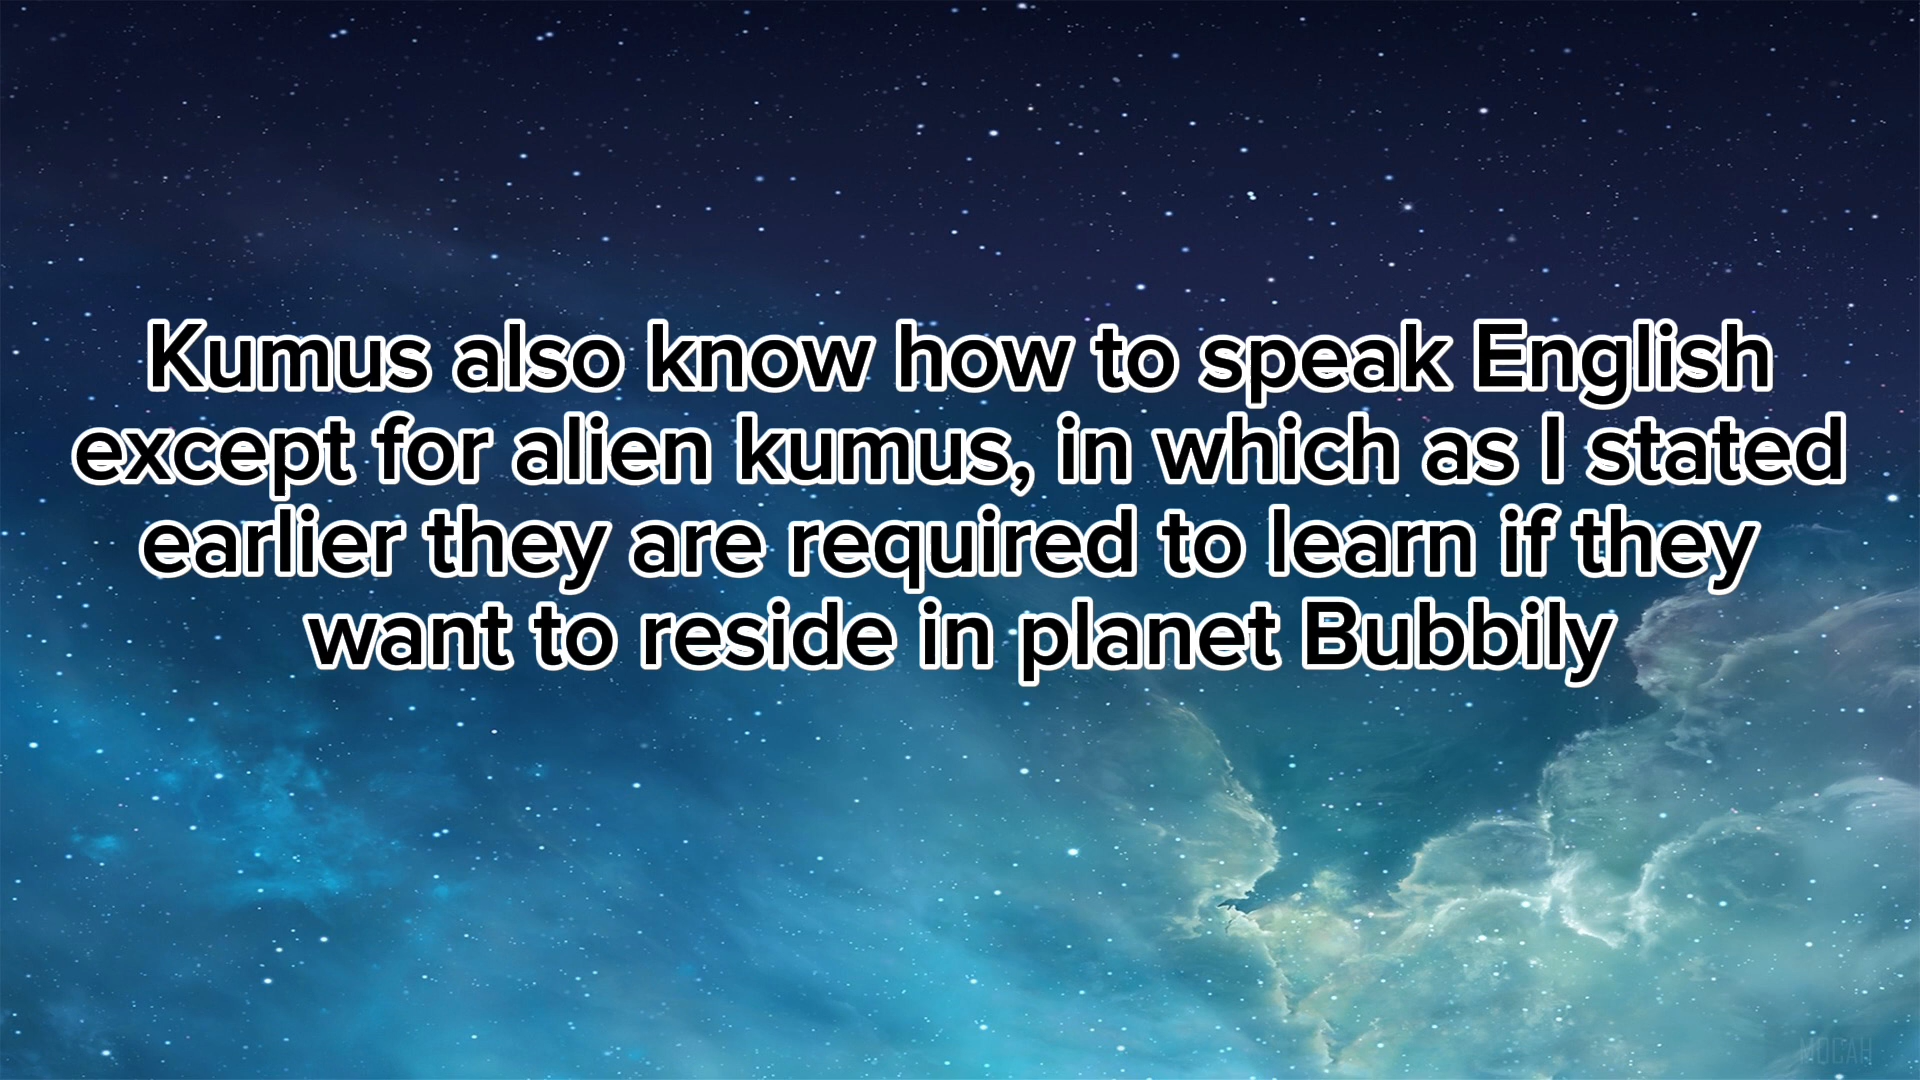 Kumus also know how to speak English
except for alien kumus, in which as I stated
earlier they are required to learn if they
want to reside in planet Bubbily
MOCAH